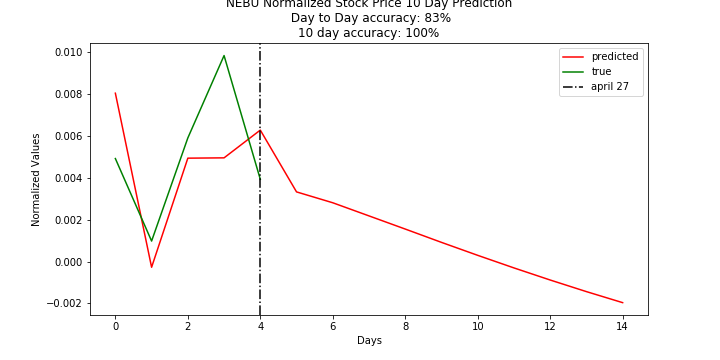 NEBU Normalized Stock Price 10 Day Prediction
Day to Day accuracy: 83%
10 day accuracy: 100%
0.010
0.008
0.006
0.004
0.002
0.000
−0.002
Normalized Values
predicted
true
april 27
0 2 4 6 8 10 12 14
Days